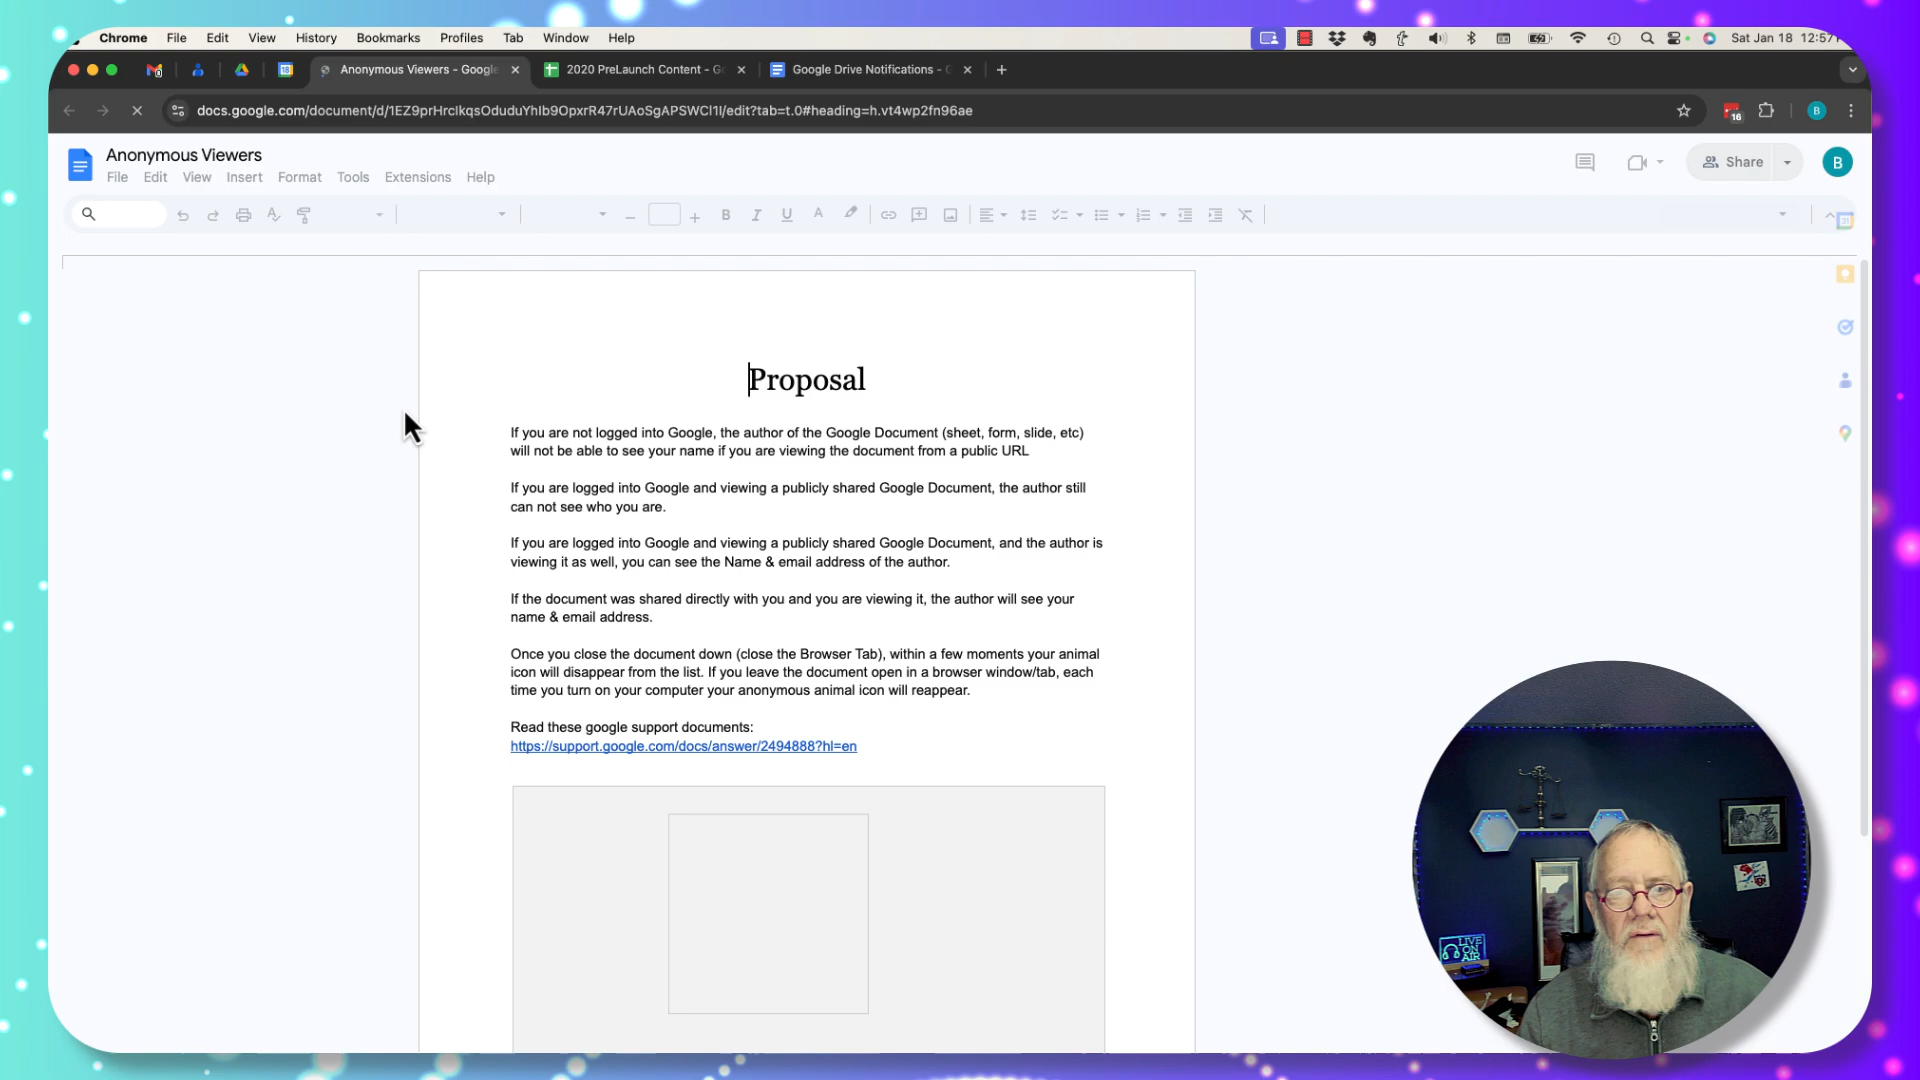 Chrome File Edit View History Bookmarks Profiles Tab Window Help Sat Jan 18 12:57
Anonymous Viewers - Google
2020 PreLaunch Content - Go
Google Drive Notifications - G
docs.google.com/document/d/1EZ9prHrclkqsOduduYhIb9OpxrR47rUAoSgAPSWCl1I/edit?tab=t.0#heading=h.vt4wp2fn96ae
16
B
Anonymous Viewers
File Edit View Insert Format Tools Extensions Help
Share
B
B I U A
Proposal
If you are not logged into Google, the author of the Google Document (sheet, form, slide, etc)
will not be able to see your name if you are viewing the document from a public URL
If you are logged into Google and viewing a publicly shared Google Document, the author still
can not see who you are.
If you are logged into Google and viewing a publicly shared Google Document, and the author is
viewing it as well, you can see the Name & email address of the author.
If the document was shared directly with you and you are viewing it, the author will see your
name & email address.
Once you close the document down (close the Browser Tab), within a few moments your animal
icon will disappear from the list. If you leave the document open in a browser window/tab, each
time you turn on your computer your anonymous animal icon will reappear.
Read these google support documents:
https://support.google.com/docs/answer/2494888?hl=en
LIVE
ON
AIR